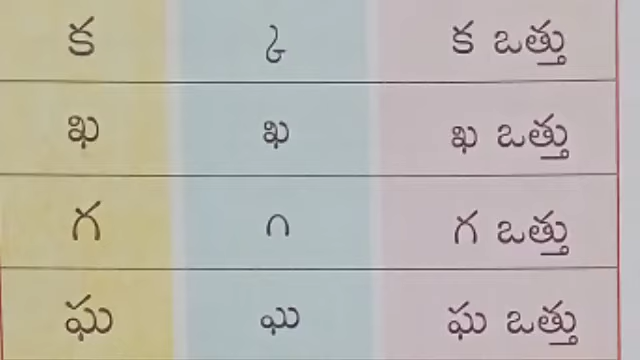 క ్క క ఒత్తు
ఖ ్ఖ ఖ ఒత్తు
గ ్గ గ ఒత్తు
ఘ ్ఘ ఘ ఒత్తు